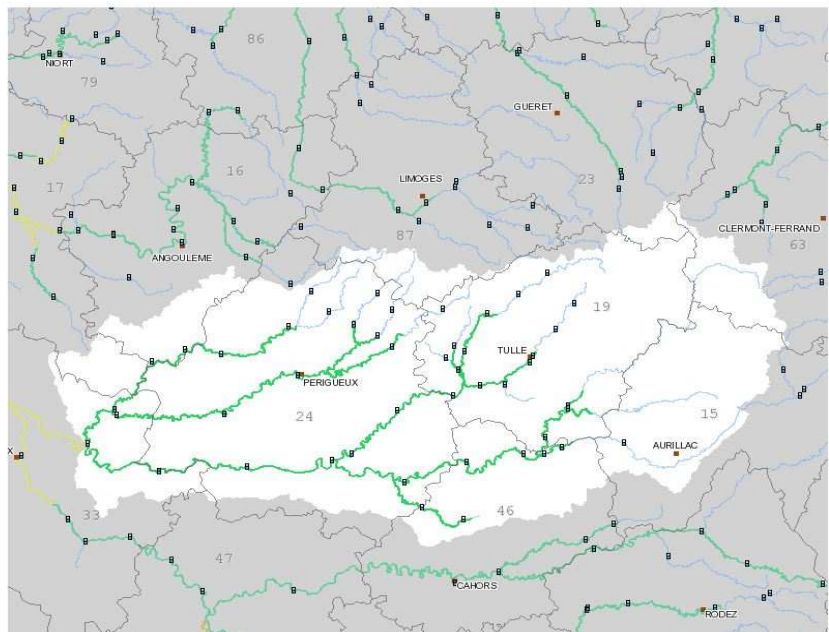 86
NIORT
79
GUERET
16
LIMOGES
23
17
87
CLERMONT-FERRAND
63
ANGOULEME
19
TULLE
PERIGUEUX
24
15
AURILLAC
X
33
46
47
CAHORS
RODEZ